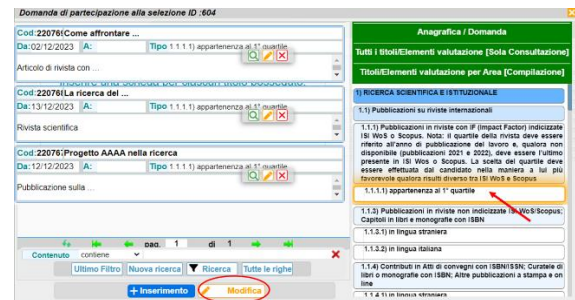 Domanda di partecipazione alla selezione ID :604
Cod:22076 Come affrontare ...
Da:02/12/2023 A: Tipo 1.1.1.1) appartenenza al 1° quartile
Articolo di rivista con ...
Cod:22076 La ricerca del ...
Da:13/12/2023 A: Tipo 1.1.1.1) appartenenza al 1° quartile
Rivista scientifica
Cod:22076 Progetto AAAA nella ricerca
Da:12/12/2023 A: Tipo 1.1.1.1) appartenenza al 1° quartile
Pubblicazione sulla ...
pag. 1 di 1
Contenuto contiene
Ultimo Filtro Nuova ricerca Ricerca Tutte le righe
+ Inserimento Modifica
Anagrafica / Domanda
Tutti i titoli/Elementi valutazione [Sola Consultazione]
Titoli/Elementi valutazione per Area [Compilazione]
1) RICERCA SCIENTIFICA E ISTITUZIONALE
1.1) Pubblicazioni su riviste internazionali
1.1.1) Pubblicazioni in riviste con IF (Impact Factor) indicizzate
ISI WoS o Scopus. Nota: il quartile della rivista deve essere
riferito all'anno di pubblicazione del lavoro e, qualora non
disponibile (pubblicazioni 2021 e 2022), deve essere l'ultimo
presente in ISI Wos o Scopus. La scelta del quartile deve
essere effettuata dal candidato nella maniera a lui più
favorevole qualora risulti diverso tra ISI WoS e Scopus
1.1.1.1) appartenenza al 1° quartile
1.1.3) Pubblicazioni in riviste non indicizzate ISI WoS/Scopus;
Capitoli in libri e monografie con ISBN
1.1.3.1) in lingua straniera
1.1.3.2) in lingua italiana
1.1.4) Contributi in Atti di convegni con ISBN/ISSN; Curatele di
libri o monografie con ISBN; Altre pubblicazioni a stampa e on
line
1.1.4.1) in lingua straniera